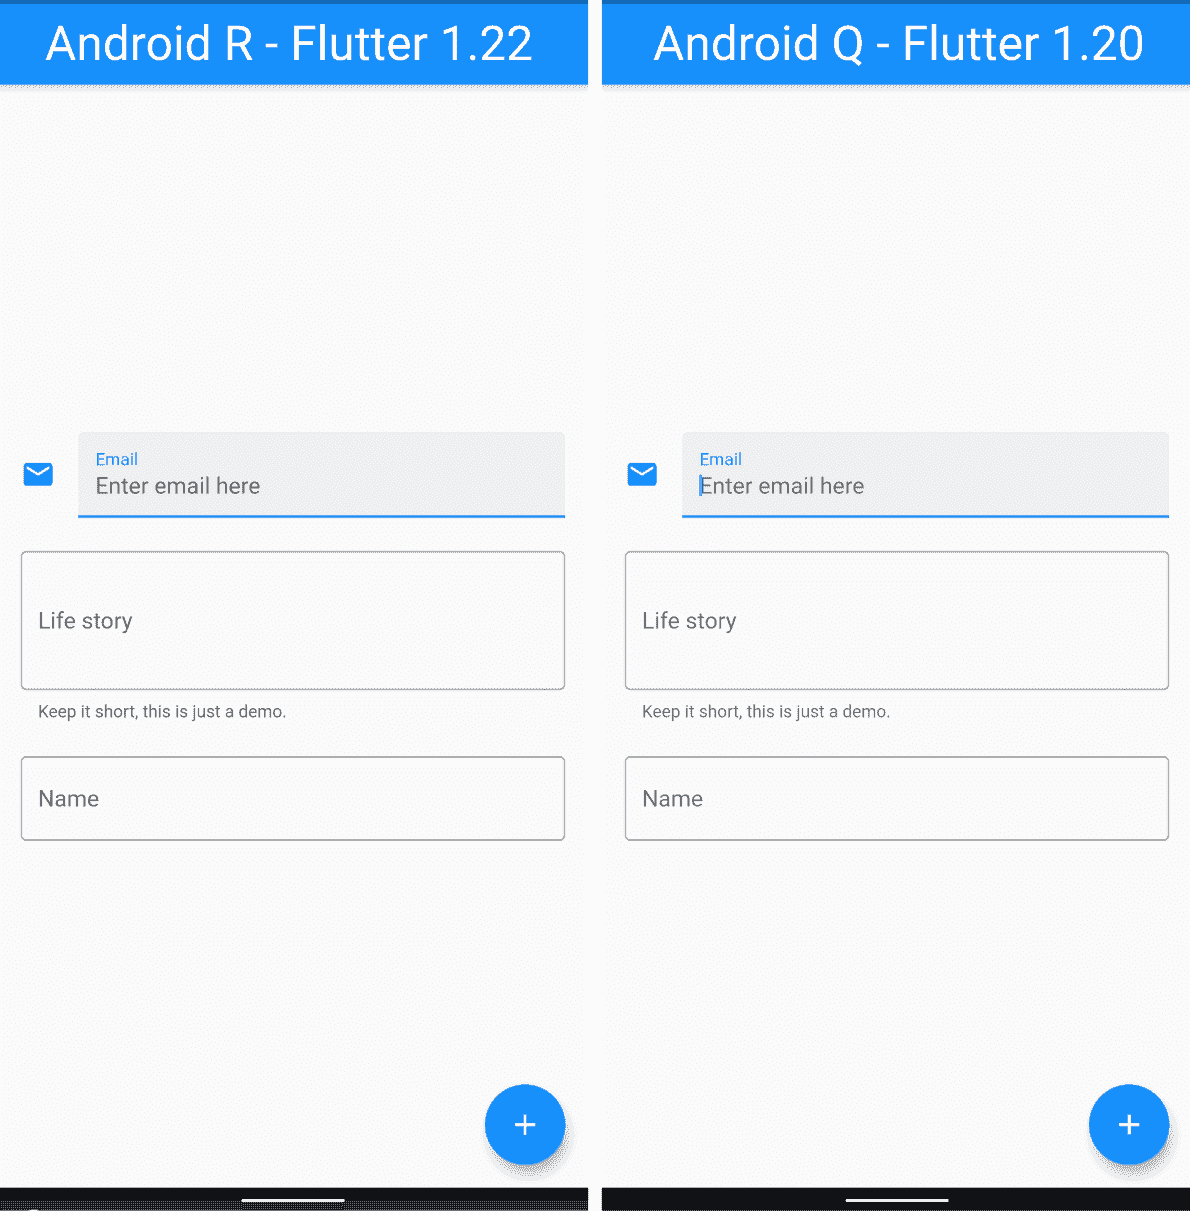 Android R - Flutter 1.22
Email
Enter email here
Life story
Keep it short, this is just a demo.
Name
Android Q - Flutter 1.20
Email
Enter email here
Life story
Keep it short, this is just a demo.
Name